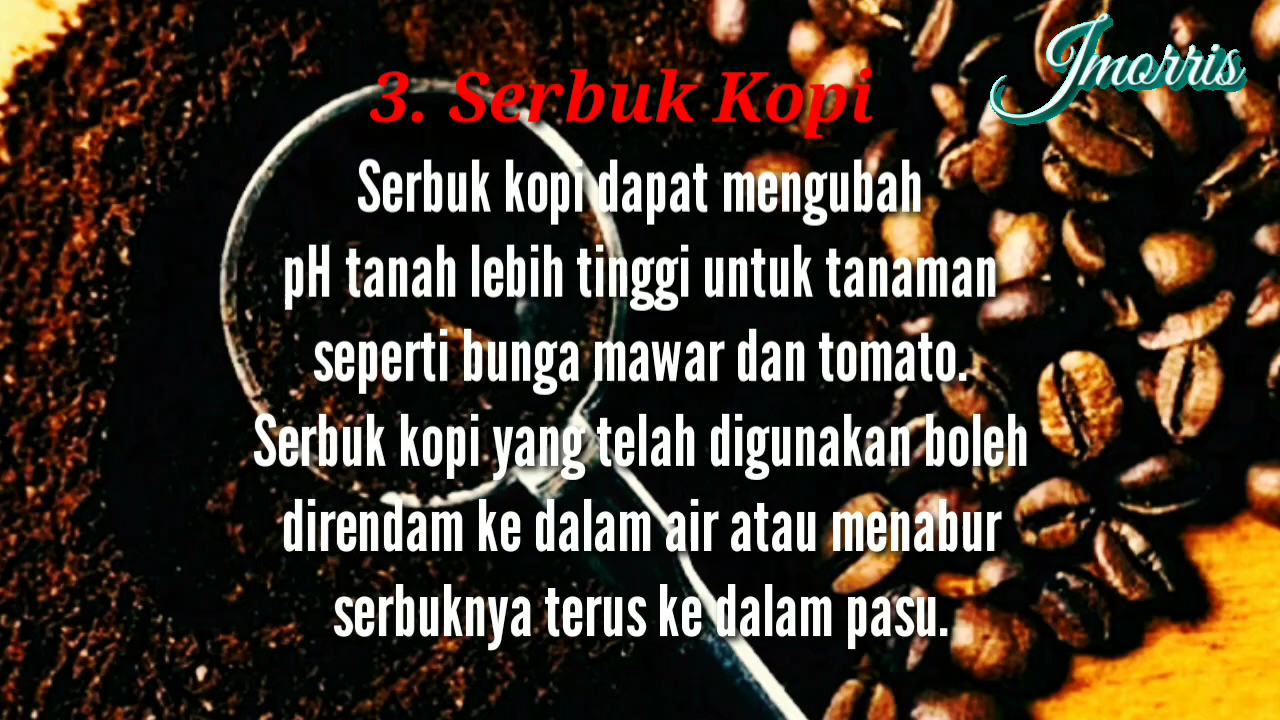 Jmorris
3. Serbuk Kopi
Serbuk kopi dapat mengubah
pH tanah lebih tinggi untuk tanaman
seperti bunga mawar dan tomato.
Serbuk kopi yang telah digunakan boleh
direndam ke dalam air atau menabur
serbuknya terus ke dalam pasu.